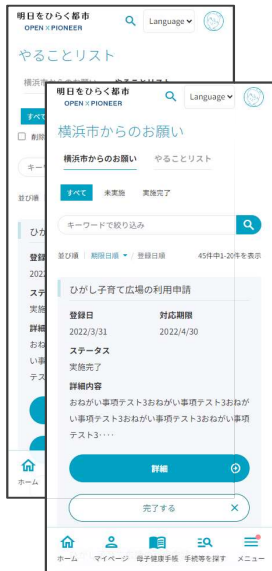 明日をひらく都市
OPEN×PIONEER
Language
やることリスト
すべて
並び順
ひが
登録
2022
ステ
実施
詳細
おね
い事
テス
ホーム
明日をひらく都市
OPEN×PIONEER
Language
横浜市からのお願い
横浜市からのお願い やることリスト
すべて 未実施 実施完了
キーワードで絞り込み
並び順 期限日順 / 登録日順 45件中1-20件を表示
ひがし子育て広場の利用申請
登録日 対応期限
2022/3/31 2022/4/30
ステータス
実施完了
詳細内容
おねがい事項テスト3おねがい事項テスト3おねが
い事項テスト3おねがい事項テスト3おねがい事項
テスト3････
詳細
完了する
ホーム マイページ 母子健康手帳 手続等を探す メニュー